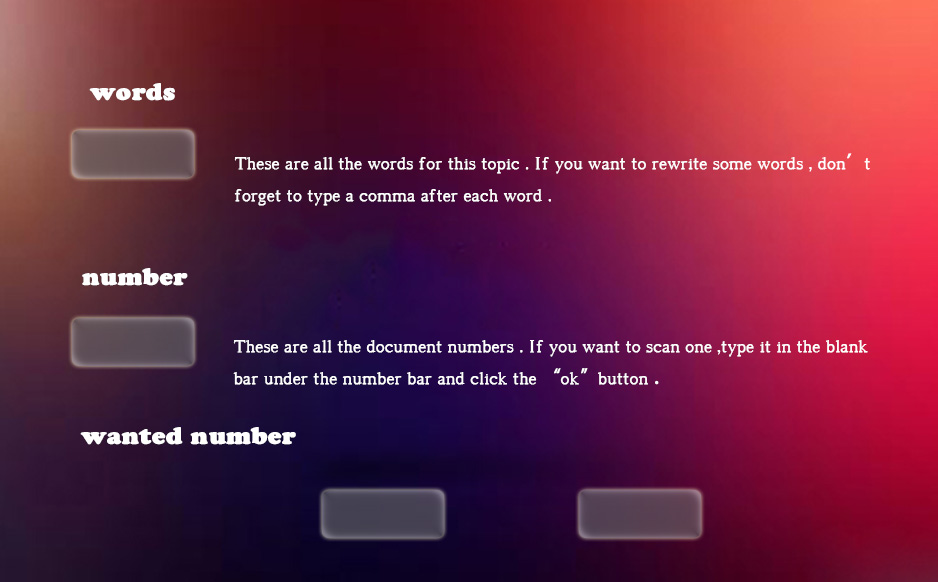 words
These are all the words for this topic . If you want to rewrite some words , don’ t
forget to type a comma after each word .
number
These are all the document numbers . If you want to scan one ,type it in the blank
bar under the number bar and click the “ok” button .
wanted number